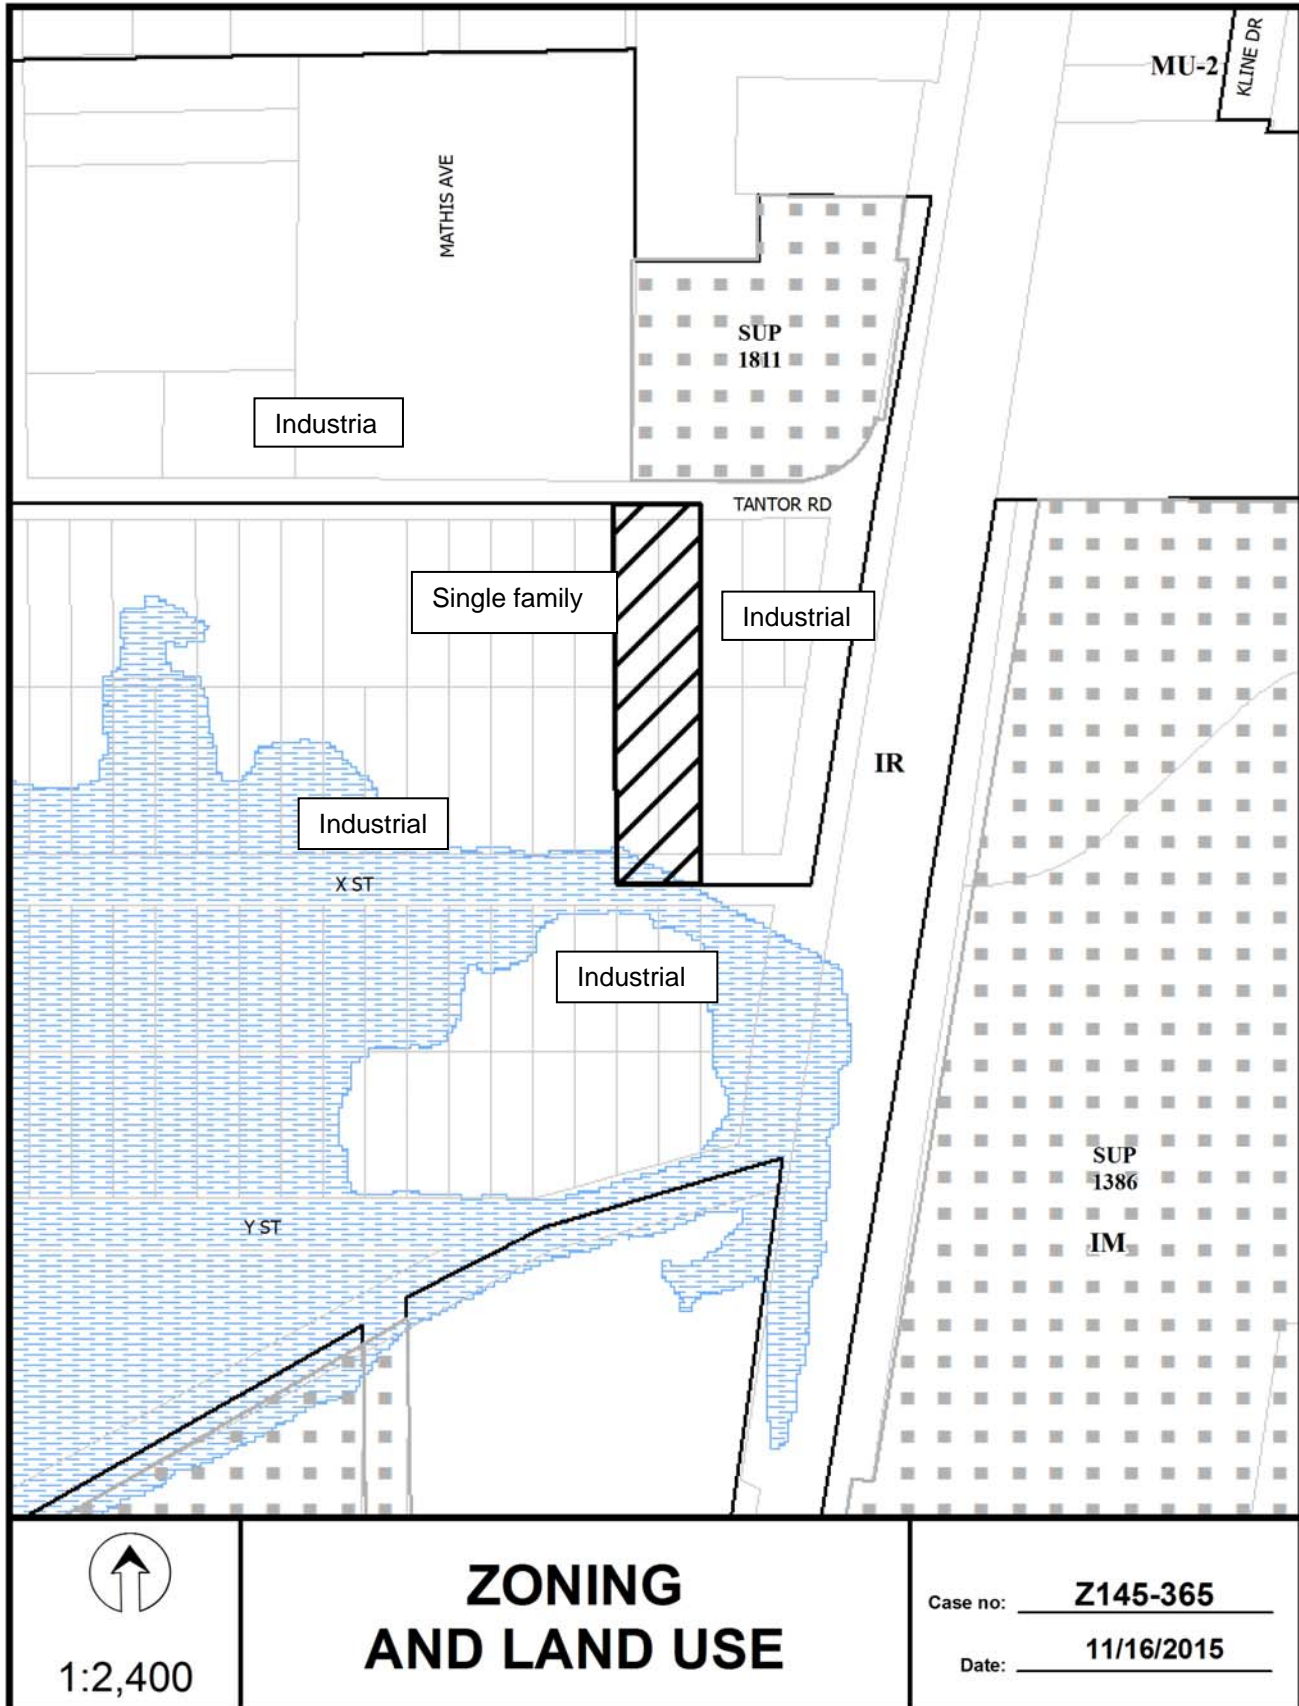 MU-2
KLINE DR
MATHIS AVE
SUP
1811
Industria
TANTOR RD
Single family
Industrial
IR
Industrial
X ST
Industrial
SUP
1386
IM
Y ST
1:2,400
ZONING
AND LAND USE
Case no: Z145-365
Date: 11/16/2015